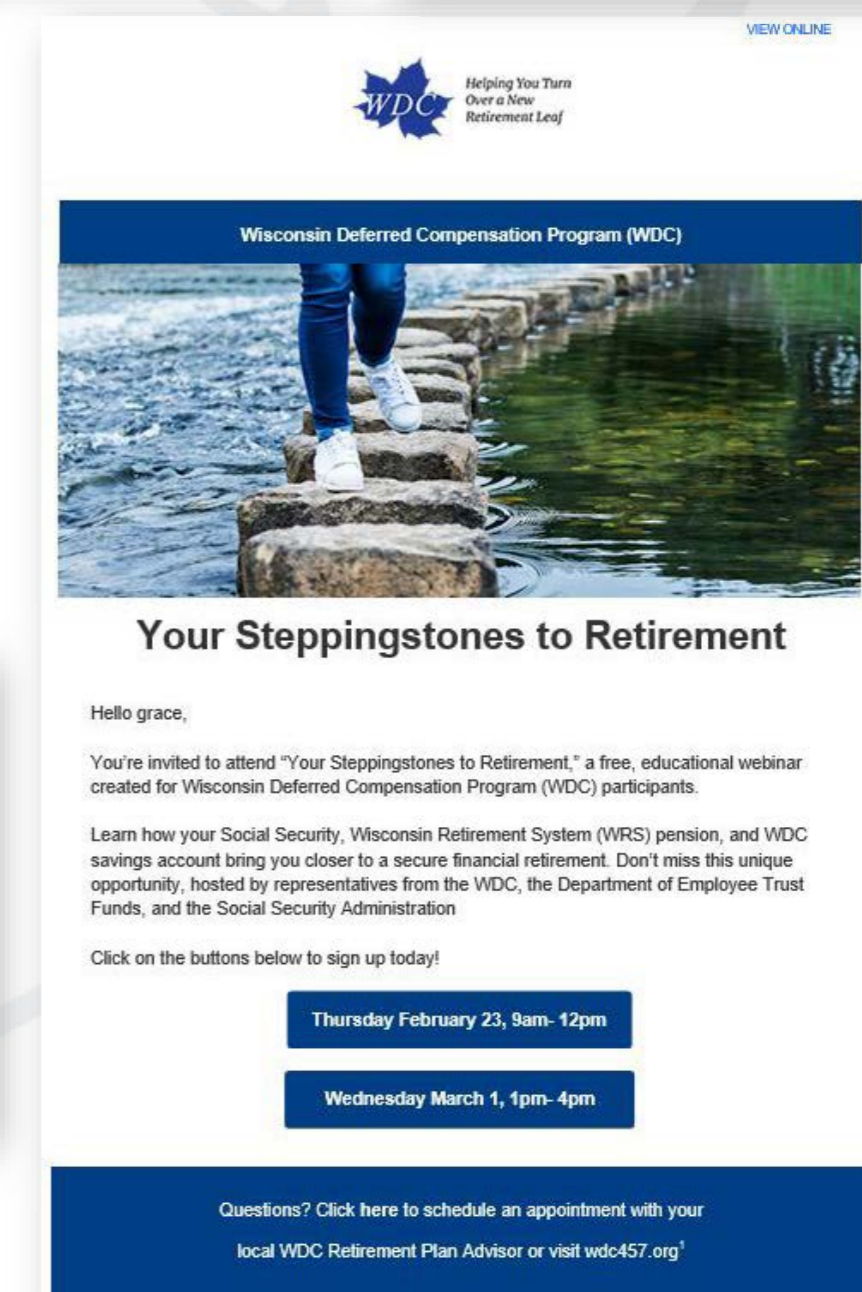 VIEW ONLINE
WDC
Helping You Turn
Over a New
Retirement Leaf
Wisconsin Deferred Compensation Program (WDC)
Your Steppingstones to Retirement
Hello grace,
You’re invited to attend “Your Steppingstones to Retirement,” a free, educational webinar
created for Wisconsin Deferred Compensation Program (WDC) participants.
Learn how your Social Security, Wisconsin Retirement System (WRS) pension, and WDC
savings account bring you closer to a secure financial retirement. Don’t miss this unique
opportunity, hosted by representatives from the WDC, the Department of Employee Trust
Funds, and the Social Security Administration
Click on the buttons below to sign up today!
Thursday February 23, 9am- 12pm
Wednesday March 1, 1pm- 4pm
Questions? Click here to schedule an appointment with your
local WDC Retirement Plan Advisor or visit wdc457.org¹